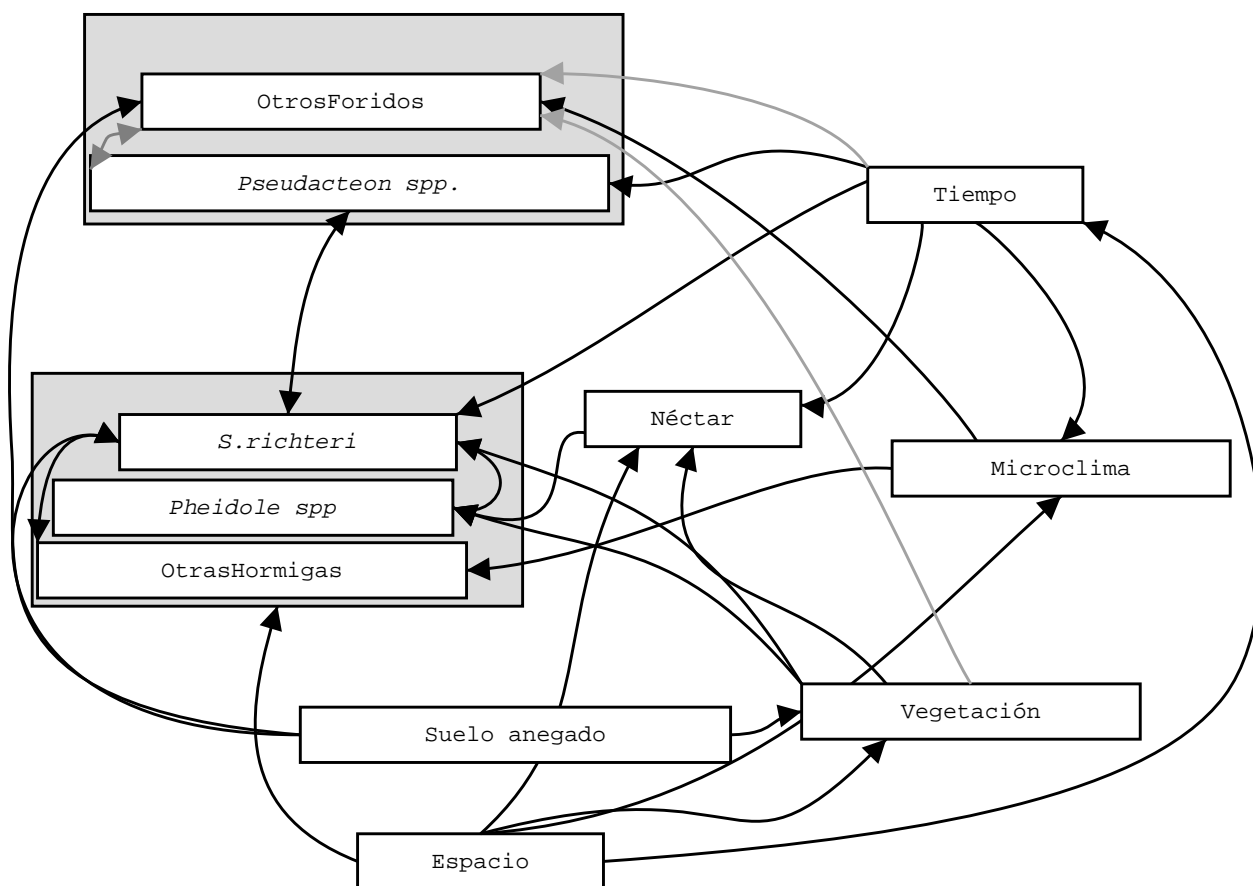 OtrosForidos
Pseudacteon spp.
Tiempo
Néctar
S.richteri
Microclima
Pheidole spp
OtrasHormigas
Vegetación
Suelo anegado
Espacio